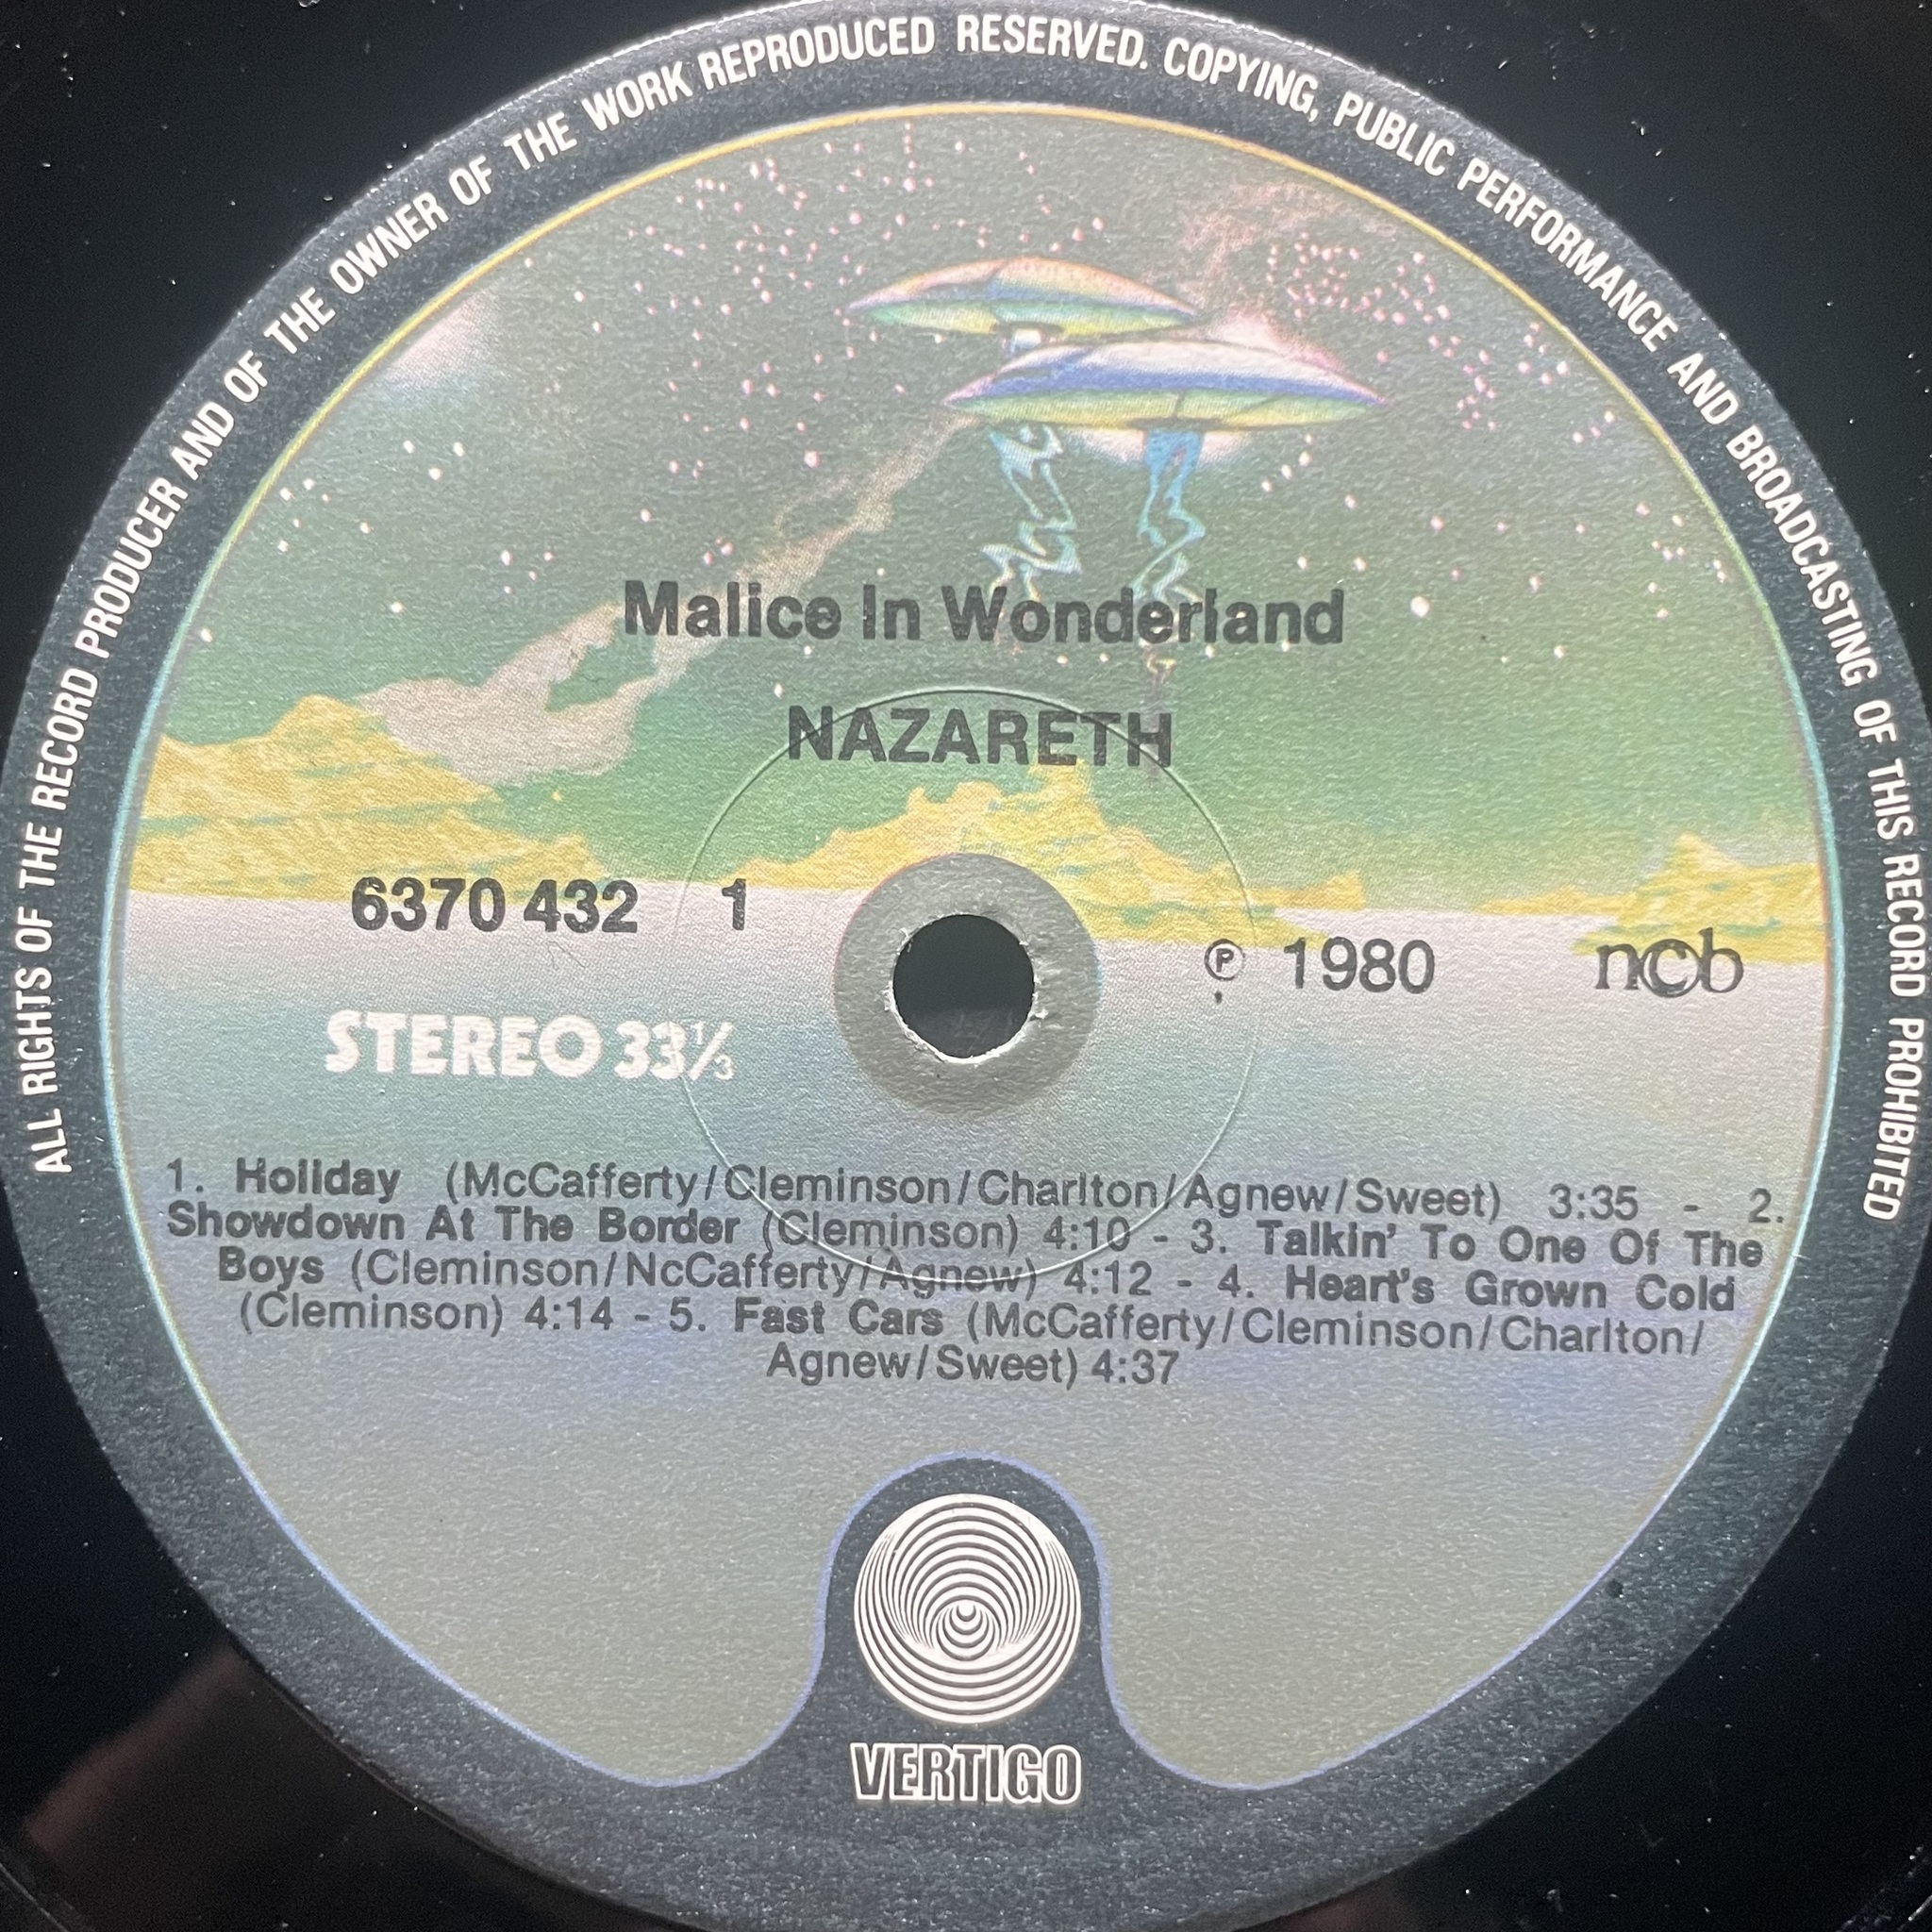 ALL RIGHTS OF THE RECORD PRODUCER AND OF THE OWNER OF THE WORK REPRODUCED RESERVED. COPYING, PUBLIC PERFORMANCE AND BROADCASTING OF THIS RECORD PROHIBITED
Malice In Wonderland
NAZARETH
6370 432 1
℗ 1980 ncb
STEREO 33⅓
1. Holiday (McCafferty/Cleminson/Charlton/Agnew/Sweet) 3:35 - 2.
Showdown At The Border (Cleminson) 4:10 - 3. Talkin' To One Of The
Boys (Cleminson/NcCafferty/Agnew) 4:12 - 4. Heart's Grown Cold
(Cleminson) 4:14 - 5. Fast Cars (McCafferty/Cleminson/Charlton/
Agnew/Sweet) 4:37
VERTIGO